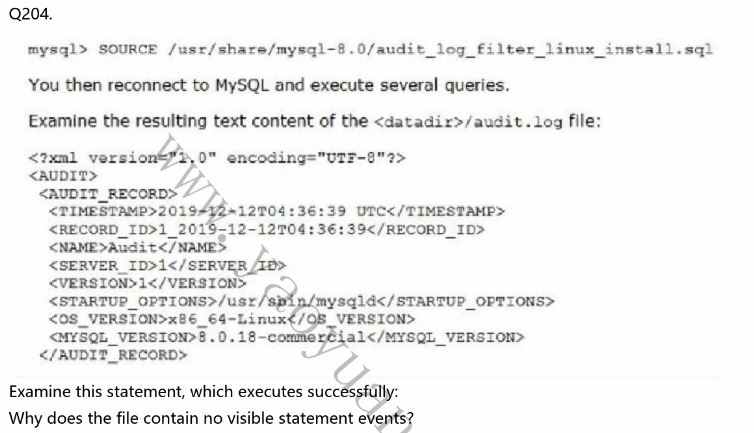 Q204.
mysql> SOURCE /usr/share/mysql-8.0/audit_log_filter_linux_install.sql
You then reconnect to MySQL and execute several queries.
Examine the resulting text content of the <datadir>/audit.log file:
<?xml version="1.0" encoding="UTF-8"?>
<AUDIT>
<AUDIT_RECORD>
<TIMESTAMP>2019-12-12T04:36:39 UTC</TIMESTAMP>
<RECORD_ID>1_2019-12-12T04:36:39</RECORD_ID>
<NAME>Audit</NAME>
<SERVER_ID>1</SERVER_ID>
<VERSION>1</VERSION>
<STARTUP_OPTIONS>/usr/sbin/mysqld</STARTUP_OPTIONS>
<OS_VERSION>x86_64-Linux</OS_VERSION>
<MYSQL_VERSION>8.0.18-commercial</MYSQL_VERSION>
</AUDIT_RECORD>
Examine this statement, which executes successfully:
Why does the file contain no visible statement events?
www.yaoyuan